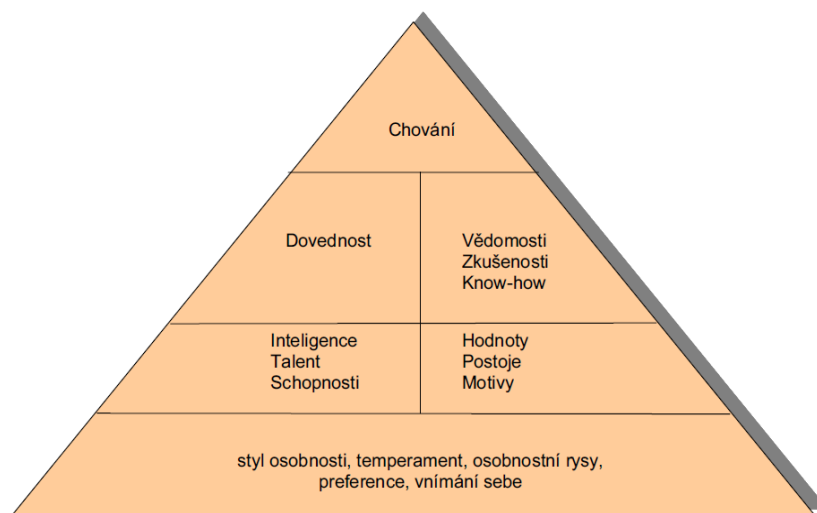 Chování
Dovednost
Vědomosti
Zkušenosti
Know-how
Inteligence
Talent
Schopnosti
Hodnoty
Postoje
Motivy
styl osobnosti, temperament, osobnostní rysy,
preference, vnímání sebe